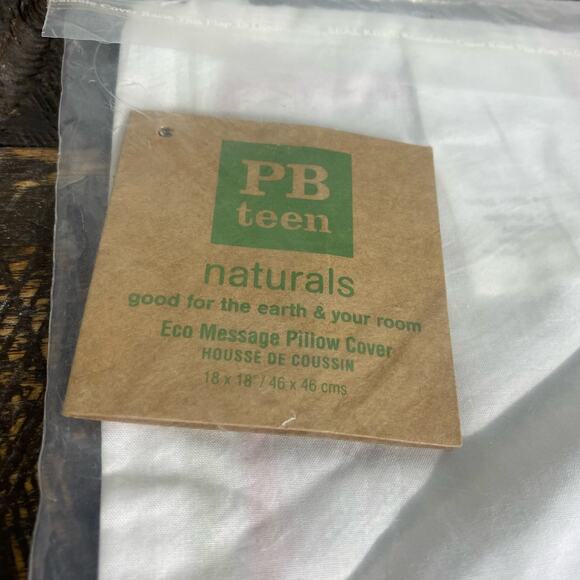 PB
teen
naturals
good for the earth & your room
Eco Message Pillow Cover
HOUSSE DE COUSSIN
18 x 18" / 46 x 46 cms